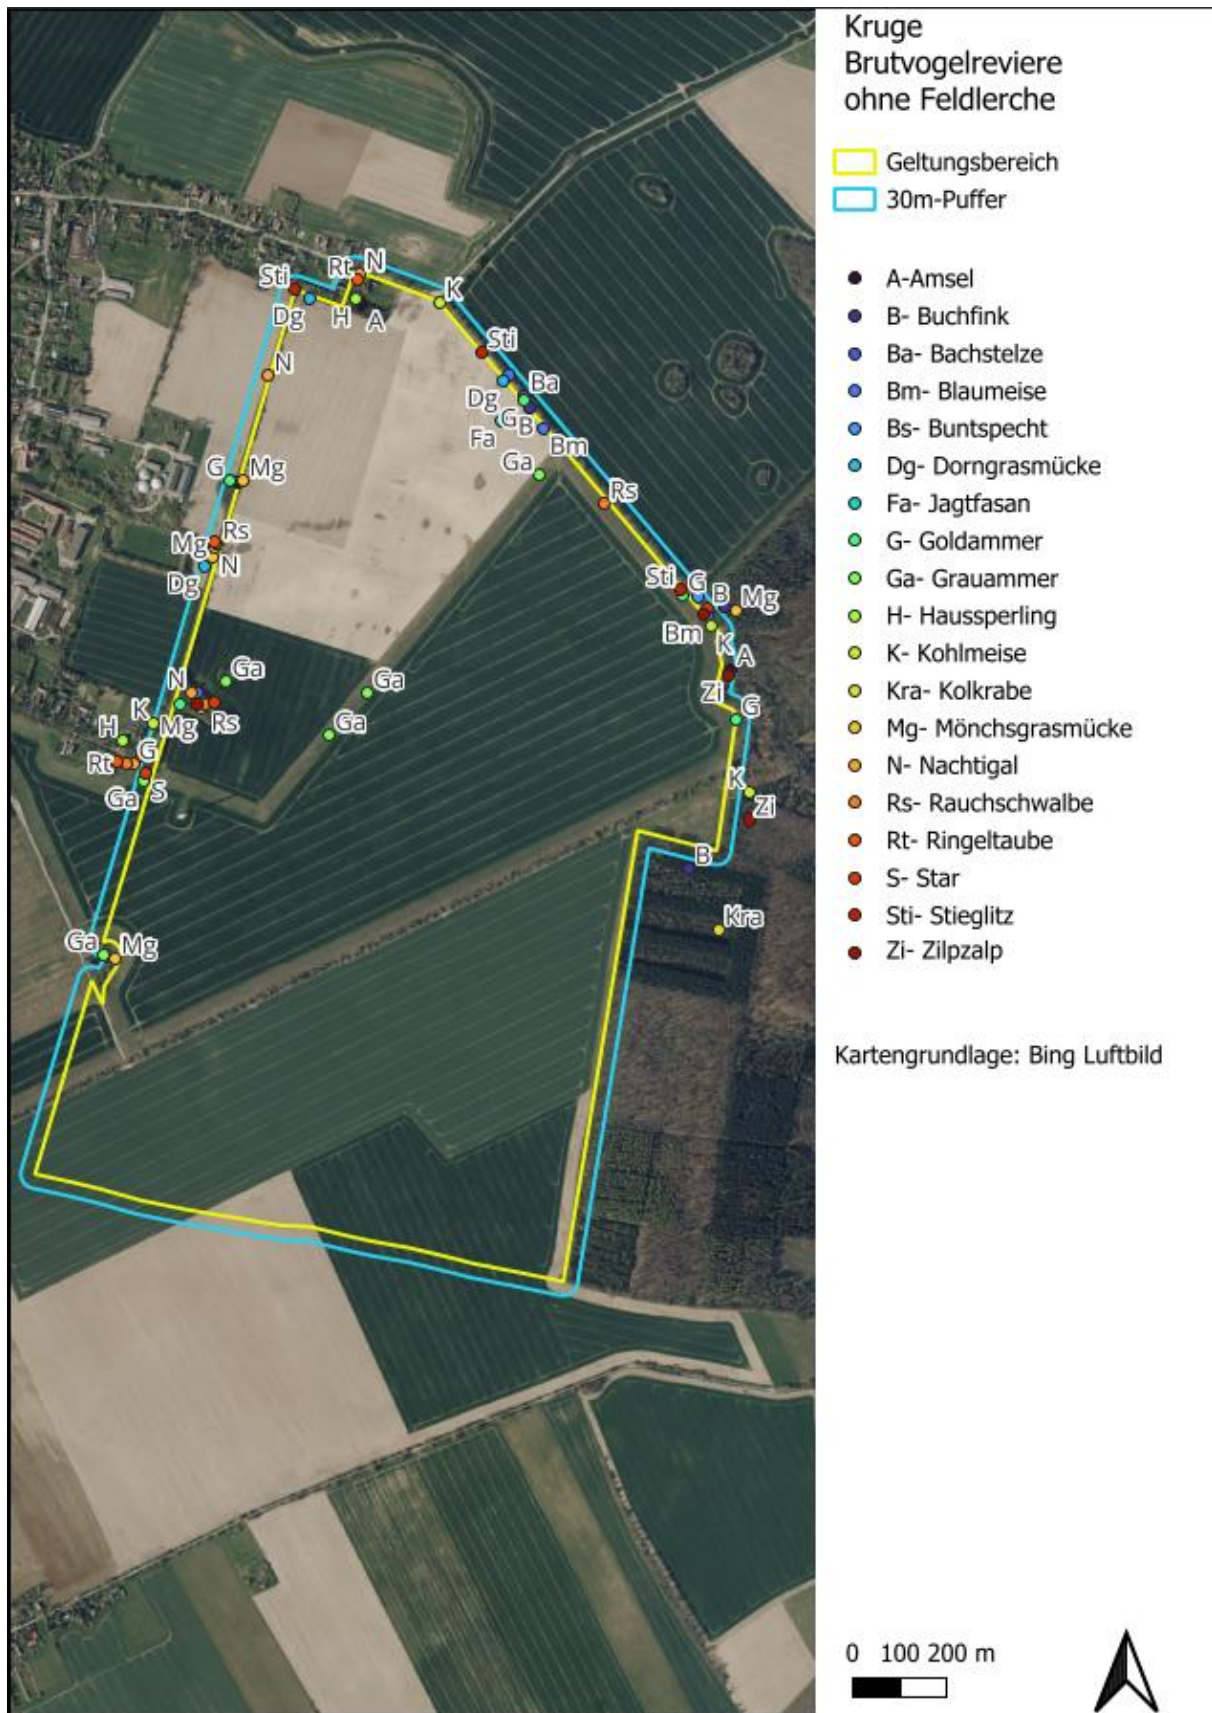 Kruge
Brutvogelreviere
ohne Feldlerche
Geltungsbereich
30m-Puffer
A-Amsel
B- Buchfink
Ba- Bachstelze
Bm- Blaumeise
Bs- Buntspecht
Dg- Dorngrasmücke
Fa- Jagtfasan
G- Goldammer
Ga- Grauammer
H- Haussperling
K- Kohlmeise
Kra- Kolkrabe
Mg- Mönchsgrasmücke
N- Nachtigal
Rs- Rauchschwalbe
Rt- Ringeltaube
S- Star
Sti- Stieglitz
Zi- Zilpzalp
Kartengrundlage: Bing Luftbild
0 100 200 m
Rt N
Sti
Dg H A
K
Sti
N
Dg Ba
G B
Fa Bm
Ga
G Mg
Rs
Mg Rs
N
Dg
Sti G B Mg
Bm K
A
Zi
G
N Ga Ga
K Mg Rs
H Ga
Rt G
Ga S
K Zi
B
Kra
Ga Mg